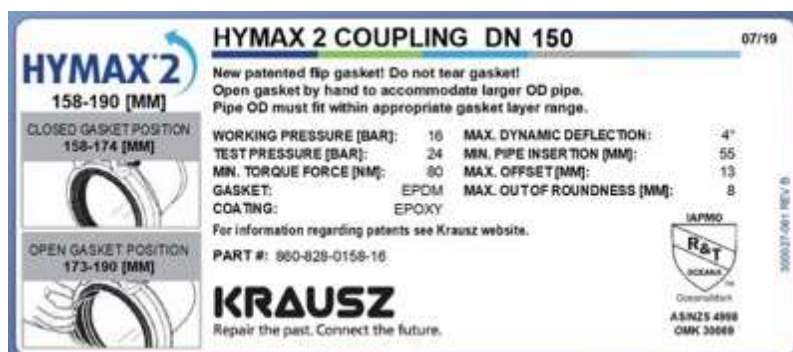 HYMAX 2
158-190 [MM]
CLOSED GASKET POSITION
158-174 [MM]
OPEN GASKET POSITION
173-190 [MM]
HYMAX 2 COUPLING DN 150
07/19
New patented flip gasket! Do not tear gasket!
Open gasket by hand to accommodate larger OD pipe.
Pipe OD must fit within appropriate gasket layer range.
WORKING PRESSURE [BAR]: 16
TEST PRESSURE [BAR]: 24
MIN. TORQUE FORCE [NM]: 80
GASKET: EPDM
COATING: EPOXY
MAX. DYNAMIC DEFLECTION: 4°
MIN. PIPE INSERTION [MM]: 55
MAX. OFFSET [MM]: 13
MAX. OUT OF ROUNDNESS [MM]: 8
For information regarding patents see Krausz website.
PART #: 860-828-0158-16
KRAUSZ
Repair the past. Connect the future.
IAPMO
R&T
OCEANA
TM
OceanaMark
AS/NZS 4998
OMK 30069
REV B